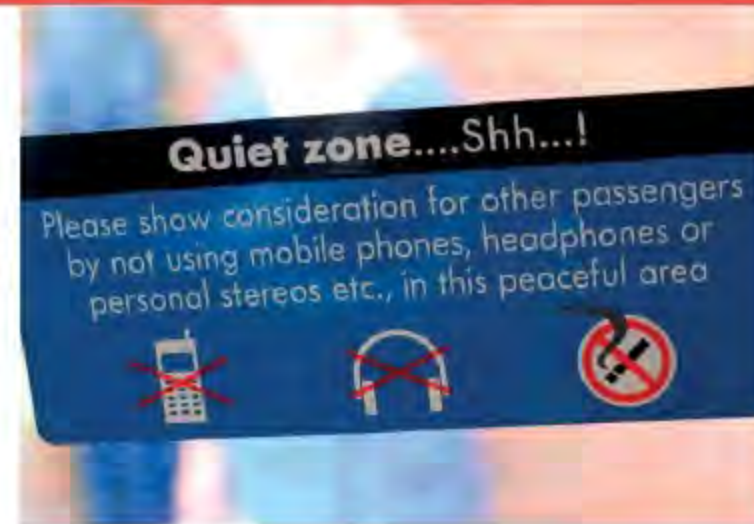 Quiet zone....Shh...!
Please show consideration for other passengers
by not using mobile phones, headphones or
personal stereos etc., in this peaceful area